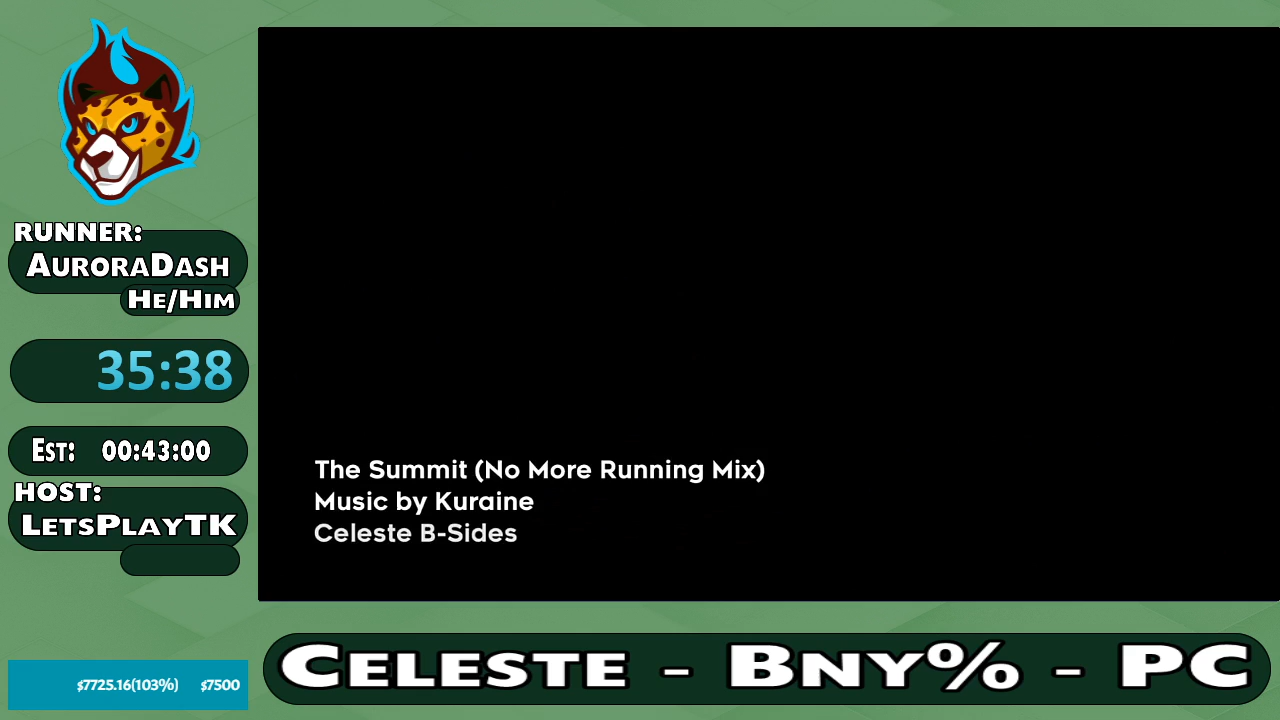 RUNNER:
AURORADASH
HE/HIM
35:38
EST: 00:43:00
HOST:
LETSPLAYTK
$7725.16(103%) $7500
The Summit (No More Running Mix)
Music by Kuraine
Celeste B-Sides
CELESTE - BNY% - PC